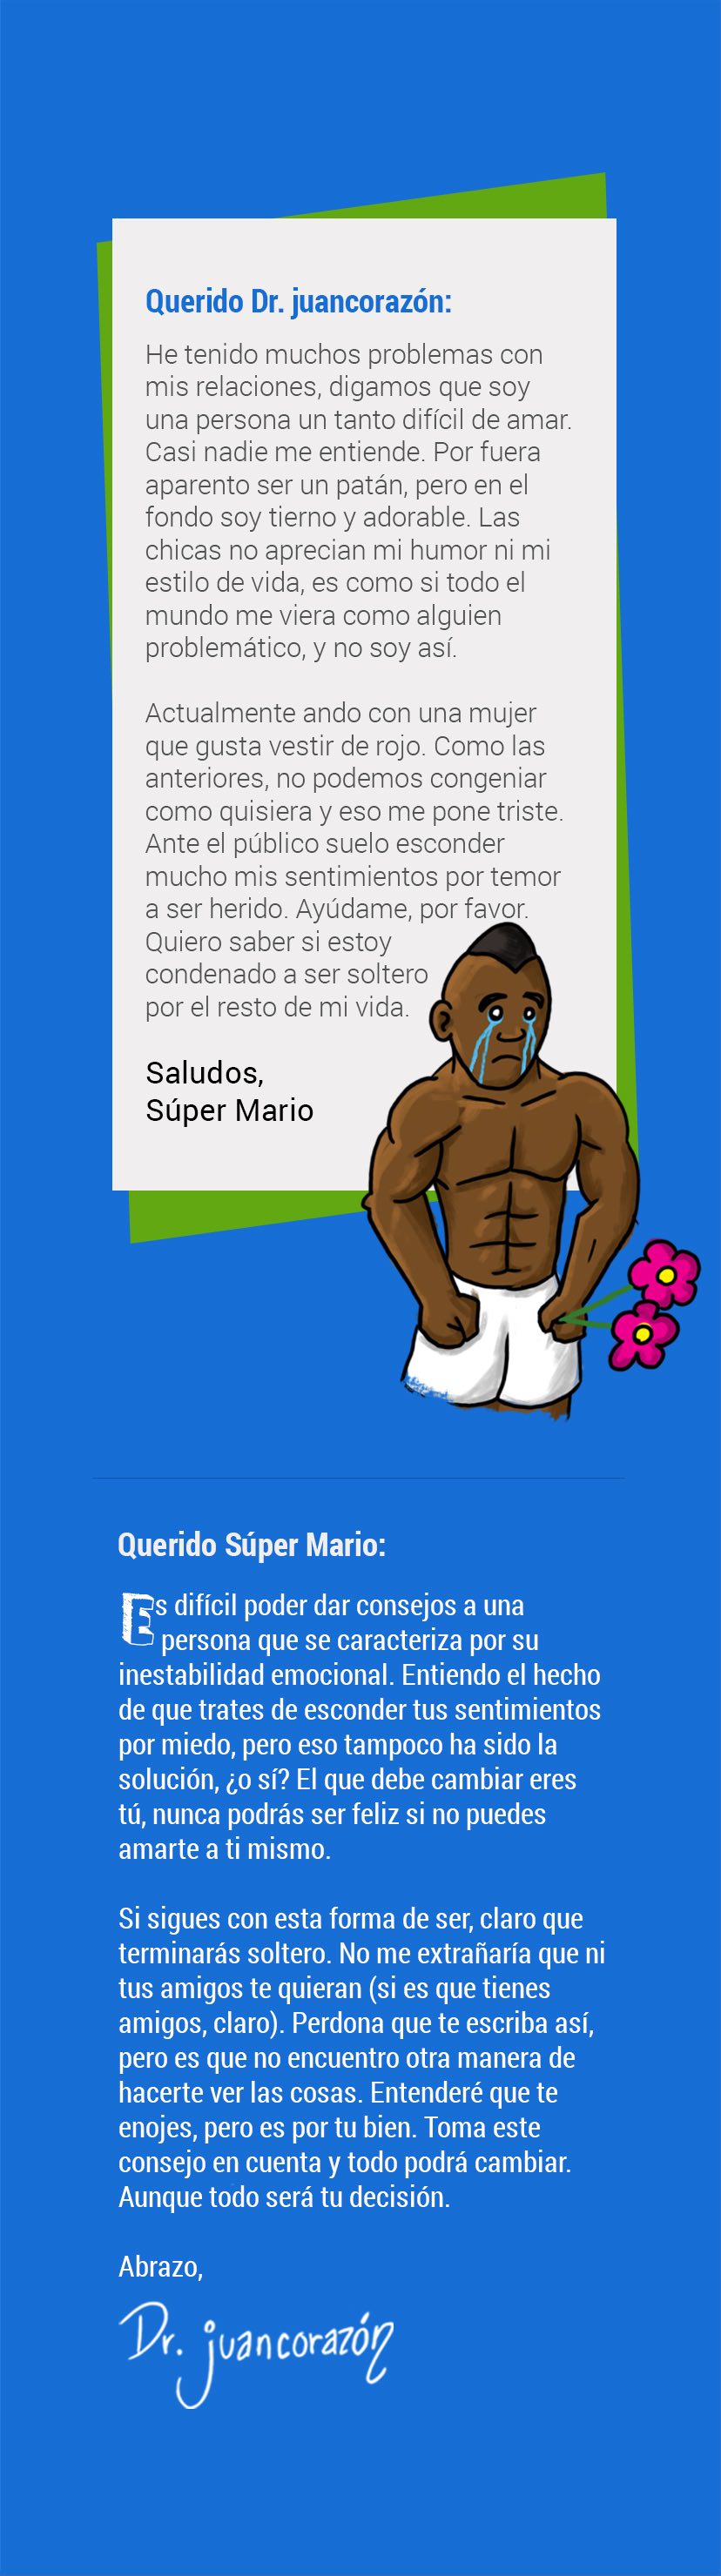 Querido Dr. juancorazón:
He tenido muchos problemas con
mis relaciones, digamos que soy
una persona un tanto difícil de amar.
Casi nadie me entiende. Por fuera
aparento ser un patán, pero en el
fondo soy tierno y adorable. Las
chicas no aprecian mi humor ni mi
estilo de vida, es como si todo el
mundo me viera como alguien
problemático, y no soy así.
Actualmente ando con una mujer
que gusta vestir de rojo. Como las
anteriores, no podemos congeniar
como quisiera y eso me pone triste.
Ante el público suelo esconder
mucho mis sentimientos por temor
a ser herido. Ayúdame, por favor.
Quiero saber si estoy
condenado a ser soltero
por el resto de mi vida.
Saludos,
Súper Mario
Querido Súper Mario:
Es difícil poder dar consejos a una
persona que se caracteriza por su
inestabilidad emocional. Entiendo el hecho
de que trates de esconder tus sentimientos
por miedo, pero eso tampoco ha sido la
solución, ¿o sí? El que debe cambiar eres
tú, nunca podrás ser feliz si no puedes
amarte a ti mismo.
Si sigues con esta forma de ser, claro que
terminarás soltero. No me extrañaría que ni
tus amigos te quieran (si es que tienes
amigos, claro). Perdona que te escriba así,
pero es que no encuentro otra manera de
hacerte ver las cosas. Entenderé que te
enojes, pero es por tu bien. Toma este
consejo en cuenta y todo podrá cambiar.
Aunque todo será tu decisión.
Abrazo,
Dr. juancorazón